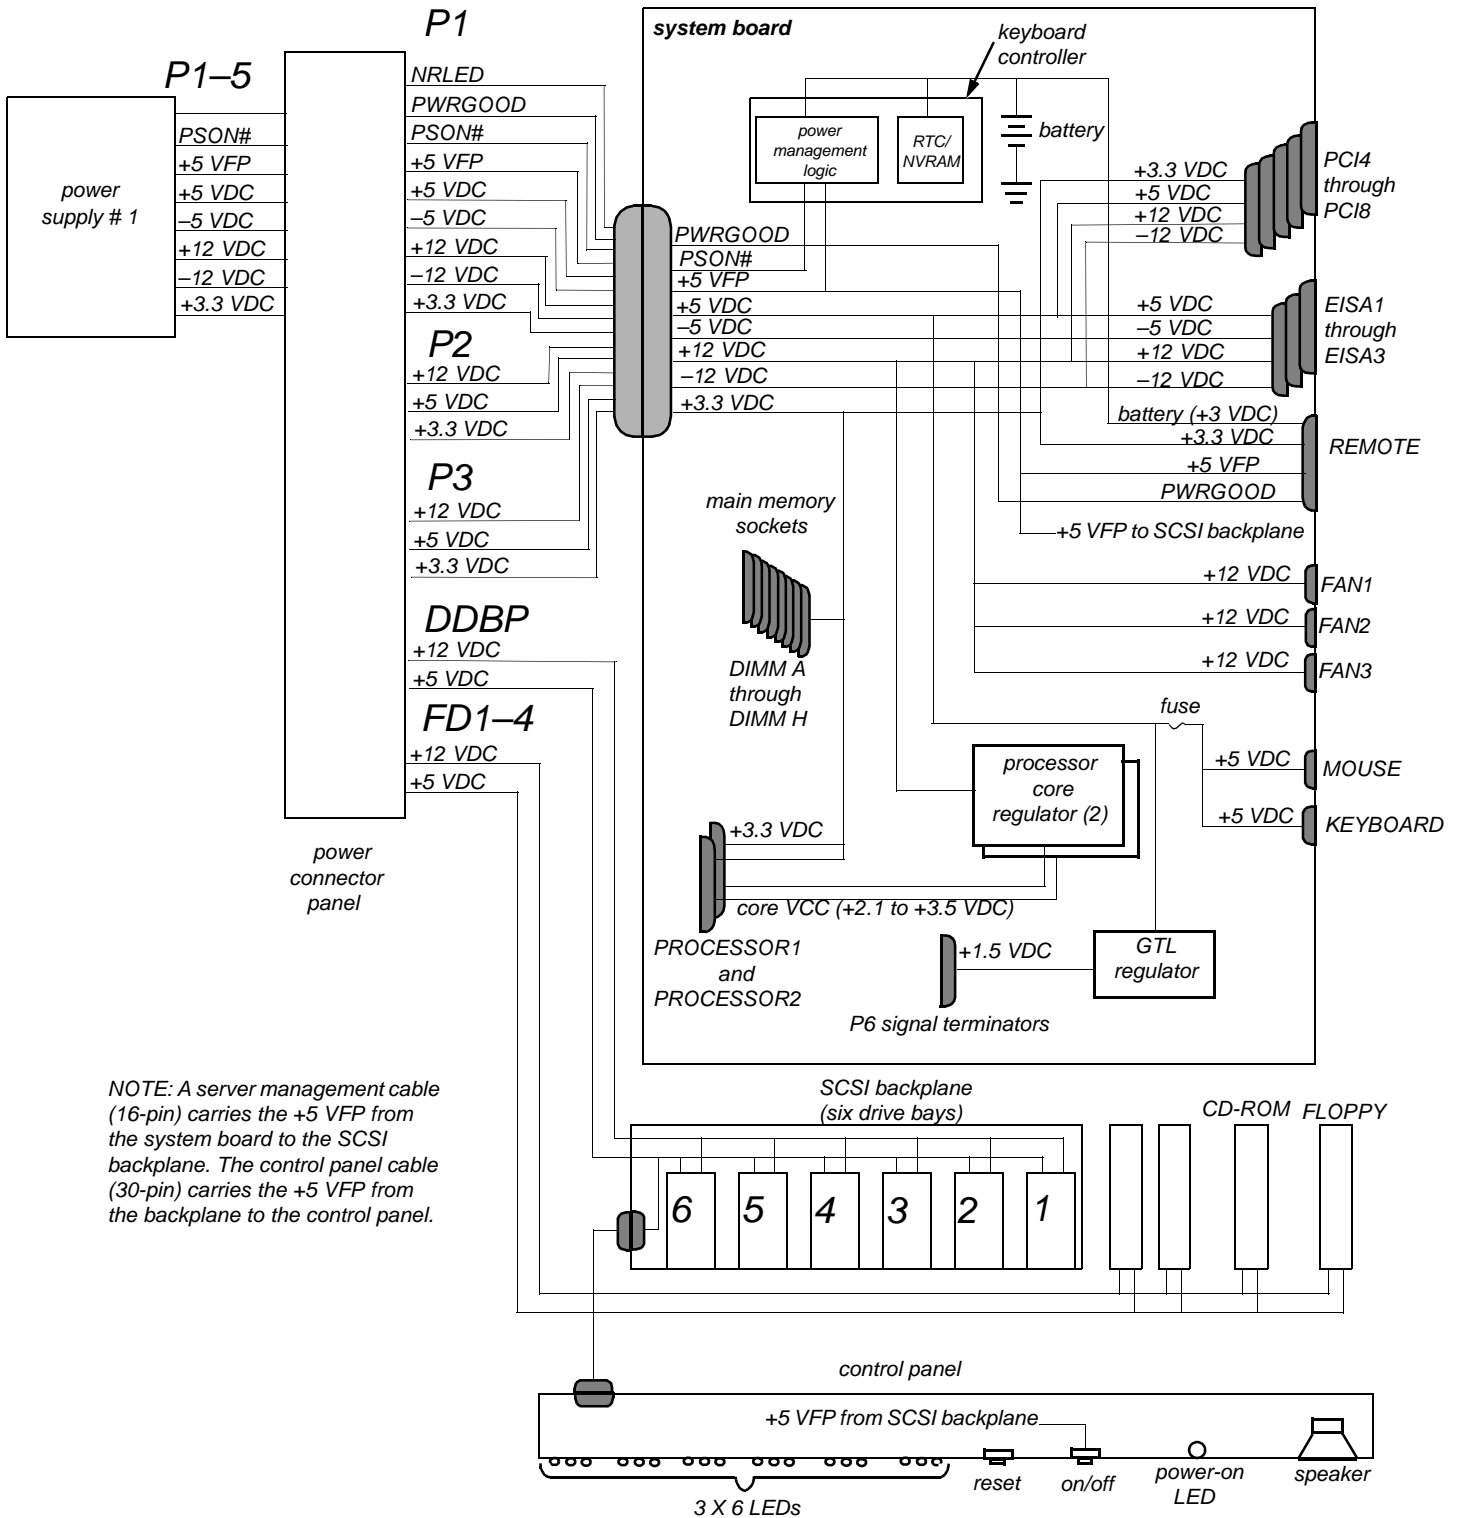 P1
P1–5
NRLED
PWRGOOD
PSON#
+5 VFP
+5 VDC
–5 VDC
+12 VDC
–12 VDC
+3.3 VDC
power
supply # 1
PSON#
+5 VFP
+5 VDC
–5 VDC
+12 VDC
–12 VDC
+3.3 VDC
P2
+12 VDC
+5 VDC
+3.3 VDC
P3
+12 VDC
+5 VDC
+3.3 VDC
DDBP
+12 VDC
+5 VDC
FD1–4
+12 VDC
+5 VDC
power
connector
panel
system board
keyboard
controller
power
management
logic
RTC/
NVRAM
battery
PWRGOOD
PSON#
+5 VFP
+5 VDC
–5 VDC
+12 VDC
–12 VDC
+3.3 VDC
+3.3 VDC
+5 VDC
+12 VDC
–12 VDC
PCI4
through
PCI8
+5 VDC
–5 VDC
+12 VDC
–12 VDC
EISA1
through
EISA3
battery (+3 VDC)
+3.3 VDC
+5 VFP
PWRGOOD
REMOTE
+5 VFP to SCSI backplane
+12 VDC
FAN1
+12 VDC
FAN2
+12 VDC
FAN3
main memory
sockets
DIMM A
through
DIMM H
fuse
+5 VDC
MOUSE
+5 VDC
KEYBOARD
processor
core
regulator (2)
+3.3 VDC
core VCC (+2.1 to +3.5 VDC)
PROCESSOR1
and
PROCESSOR2
+1.5 VDC
GTL
regulator
P6 signal terminators
NOTE: A server management cable
(16-pin) carries the +5 VFP from
the system board to the SCSI
backplane. The control panel cable
(30-pin) carries the +5 VFP from
the backplane to the control panel.
SCSI backplane
(six drive bays)
CD-ROM FLOPPY
6 5 4 3 2 1
control panel
+5 VFP from SCSI backplane
reset
on/off
power-on
LED
speaker
3 X 6 LEDs